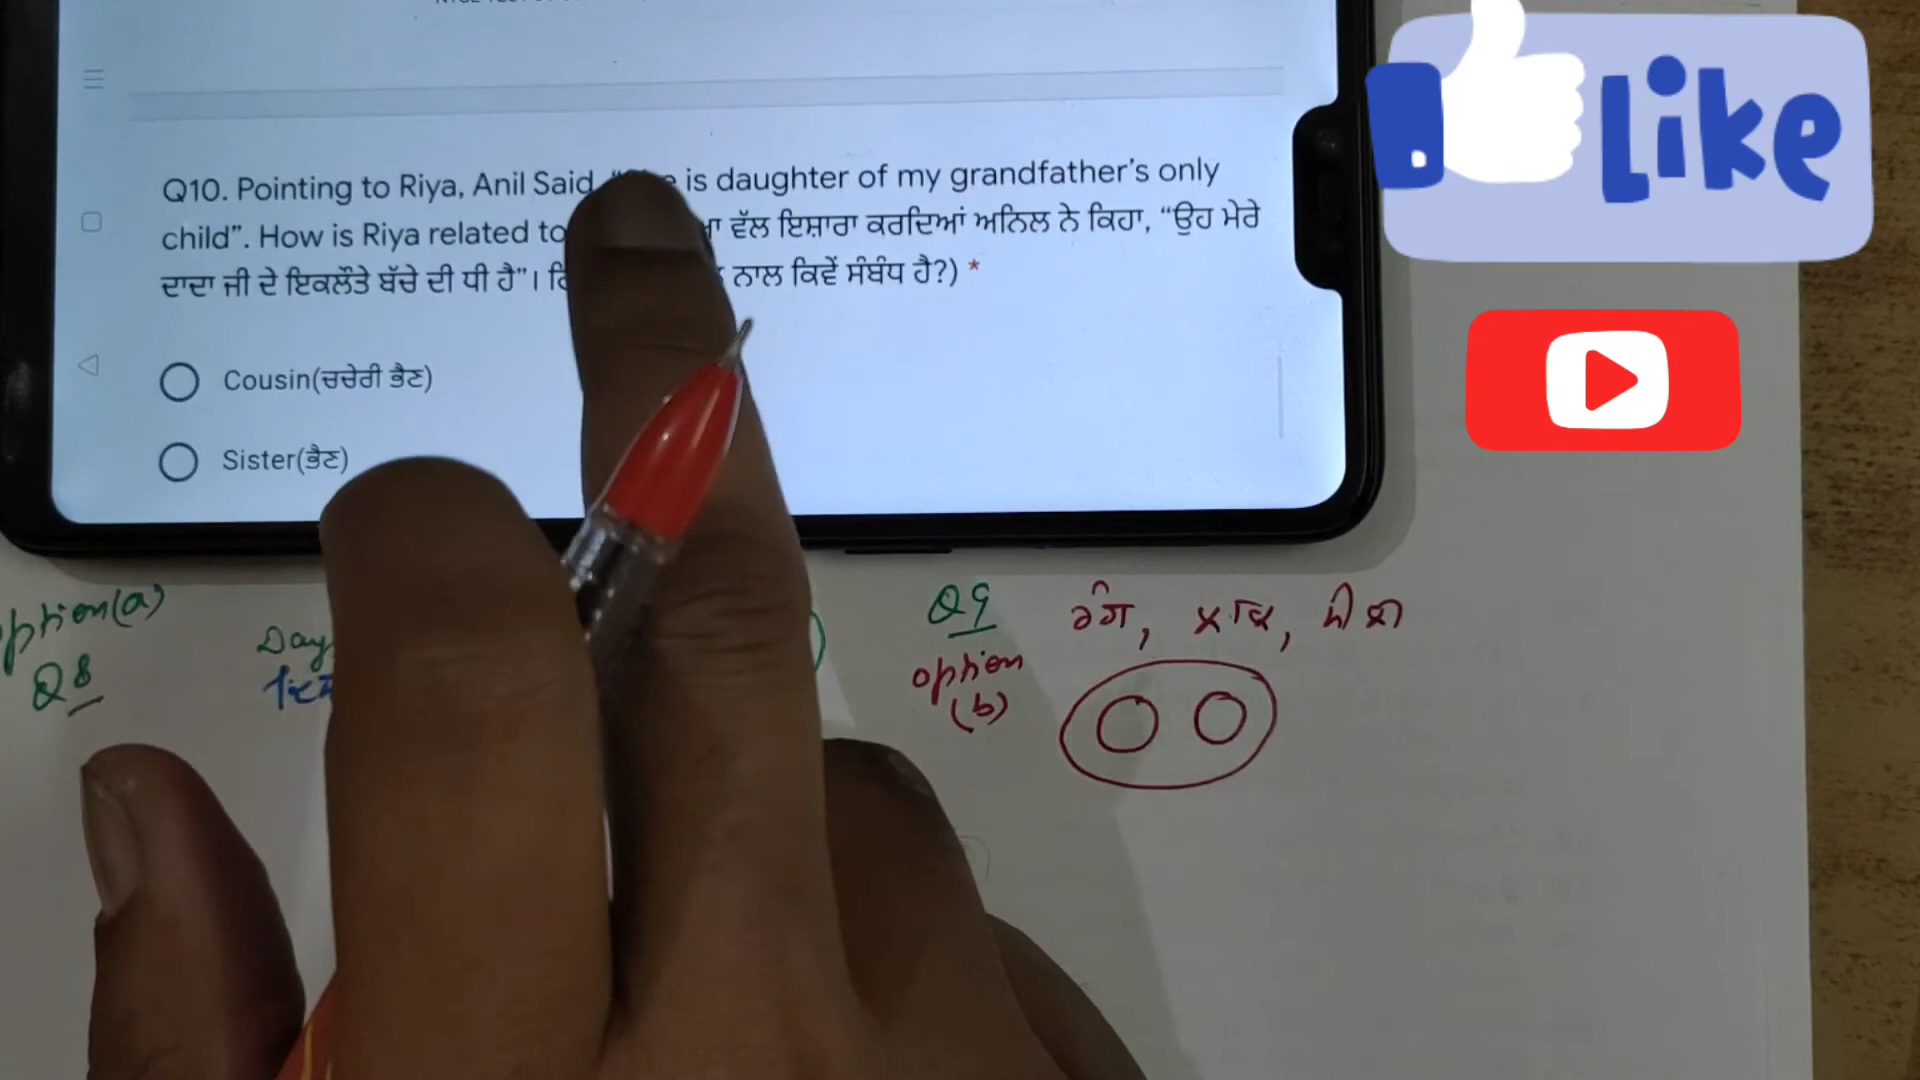 Q10. Pointing to Riya, Anil Said, is daughter of my grandfather's only
child". How is Riya related to ਵੱਲ ਇਸ਼ਾਰਾ ਕਰਦਿਆਂ ਅਨਿਲ ਨੇ ਕਿਹਾ, "ਉਹ ਮੇਰੇ
ਦਾਦਾ ਜੀ ਦੇ ਇਕਲੌਤੇ ਬੱਚੇ ਦੀ ਧੀ ਹੈ"। ਨਾਲ ਕਿਵੇਂ ਸੰਬੰਧ ਹੈ?) *
Cousin(ਚਚੇਰੀ ਭੈਣ)
Sister(ਭੈਣ)
Like
option(a)
Q8
Day
Q9
ਰੰਗ,
option
(b)